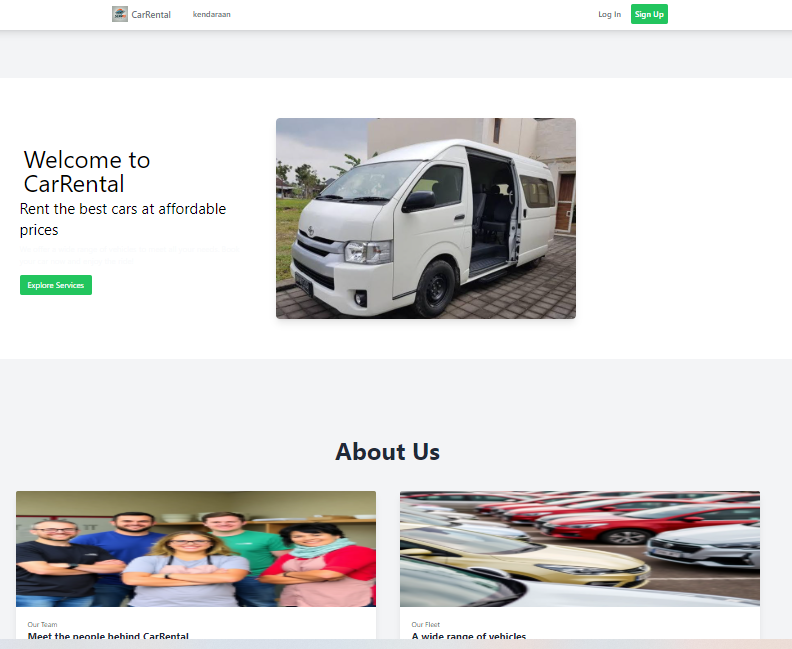 CarRental
kendaraan
Log In
Sign Up
Welcome to
CarRental
Rent the best cars at affordable
prices
Explore Services
About Us
Our Team
Meet the people behind CarRental
Our Fleet
A wide range of vehicles